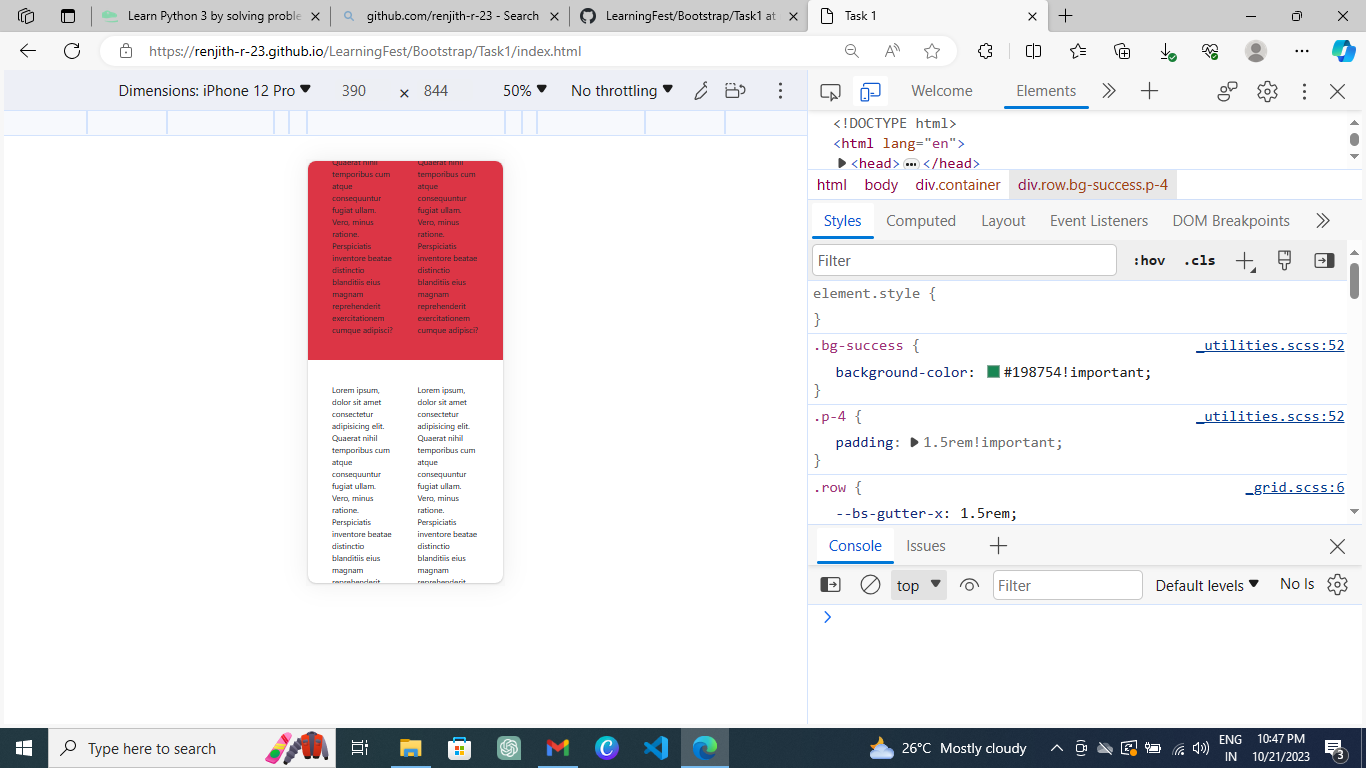 Learn Python 3 by solving proble
github.com/renjith-r-23 - Search
LearningFest/Bootstrap/Task1 at
Task 1
https://renjith-r-23.github.io/LearningFest/Bootstrap/Task1/index.html
Dimensions: iPhone 12 Pro
390
×
844
50%
No throttling
Quaerat nihil
temporibus cum
atque
consequuntur
fugiat ullam.
Vero, minus
ratione.
Perspiciatis
inventore beatae
distinctio
blanditiis eius
magnam
reprehenderit
exercitationem
cumque adipisci?
Quaerat nihil
temporibus cum
atque
consequuntur
fugiat ullam.
Vero, minus
ratione.
Perspiciatis
inventore beatae
distinctio
blanditiis eius
magnam
reprehenderit
exercitationem
cumque adipisci?
Lorem ipsum,
dolor sit amet
consectetur
adipisicing elit.
Quaerat nihil
temporibus cum
atque
consequuntur
fugiat ullam.
Vero, minus
ratione.
Perspiciatis
inventore beatae
distinctio
blanditiis eius
magnam
reprehenderit
Lorem ipsum,
dolor sit amet
consectetur
adipisicing elit.
Quaerat nihil
temporibus cum
atque
consequuntur
fugiat ullam.
Vero, minus
ratione.
Perspiciatis
inventore beatae
distinctio
blanditiis eius
magnam
reprehenderit
Welcome
Elements
<!DOCTYPE html>
<html lang="en">
<head> … </head>
html body div.container div.row.bg-success.p-4
Styles Computed Layout Event Listeners DOM Breakpoints
Filter
:hov .cls
element.style {
}
.bg-success { _utilities.scss:52
background-color: #198754!important;
}
.p-4 { _utilities.scss:52
padding: 1.5rem!important;
}
.row { _grid.scss:6
--bs-gutter-x: 1.5rem;
Console Issues
top Filter Default levels No Is
Type here to search
26°C Mostly cloudy
ENG
IN
10:47 PM
10/21/2023
3